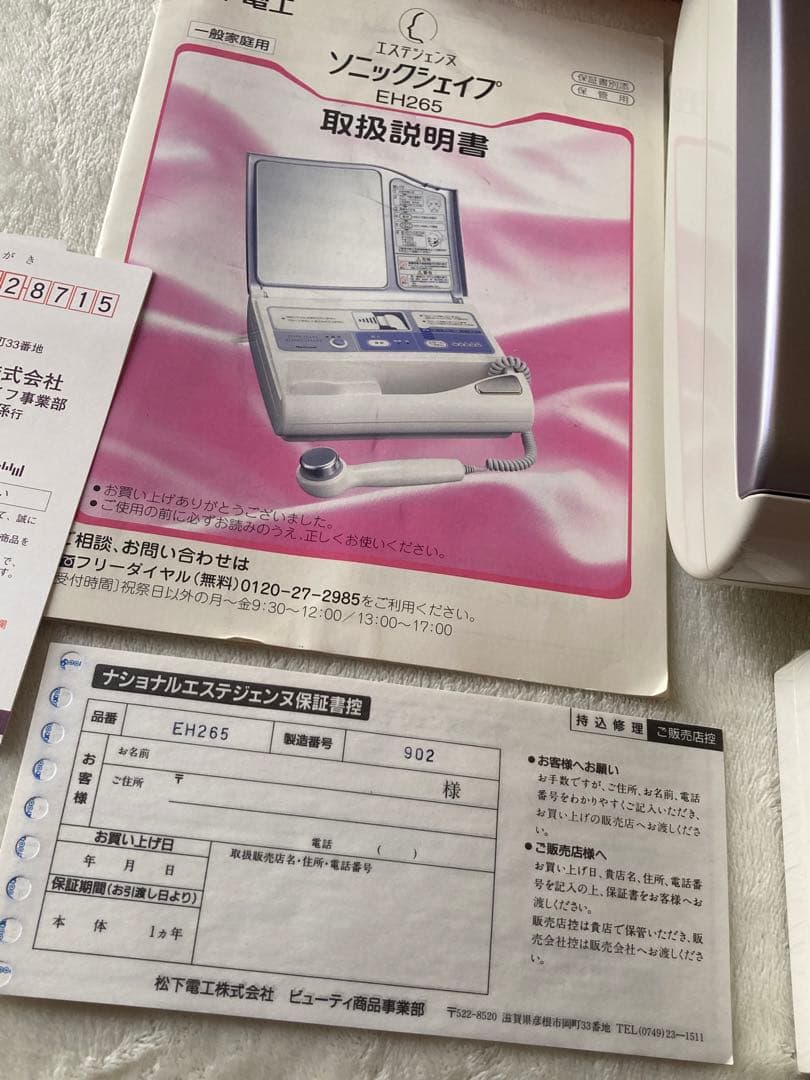 電工
一般家庭用
エステジェンヌ
ソニックシェイプ
EH265
取扱説明書
保証書別添
保管用
●お買い上げありがとうございました。
●ご使用の前に必ずお読みのうえ、正しくお使いください。
ご相談、お問い合わせは
フリーダイヤル(無料)0120-27-2985をご利用ください。
受付時間〕祝祭日以外の月〜金9:30〜12:00/13:00〜17:00
がき
28715
町33番地
式会社
イフ事業部
係行
い
て、誠に
商品を
で、
す。
ナショナルエステジェンヌ保証書控
持込修理
ご販売店控
品番
EH265
製造番号
902
お客様
お名前
様
ご住所
〒
電話 ( )
お買い上げ日
年 月 日
取扱販売店名・住所・電話番号
保証期間(お引渡し日より)
本体 1ヵ年
●お客様へお願い
お手数ですが、ご住所、お名前、電話
番号をわかりやすくご記入いただき、
お買い上げの販売店へお渡しくださ
い。
●ご販売店様へ
お買い上げ日、貴店名、住所、電話番
号を記入の上、保証書をお客様へお
渡しください。
販売店控は貴店で保管いただき、販
売会社控は販売会社へお渡しくださ
い。
松下電工株式会社 ビューティ商品事業部
〒522-8520 滋賀県彦根市岡町33番地 TEL(0749)23-1511